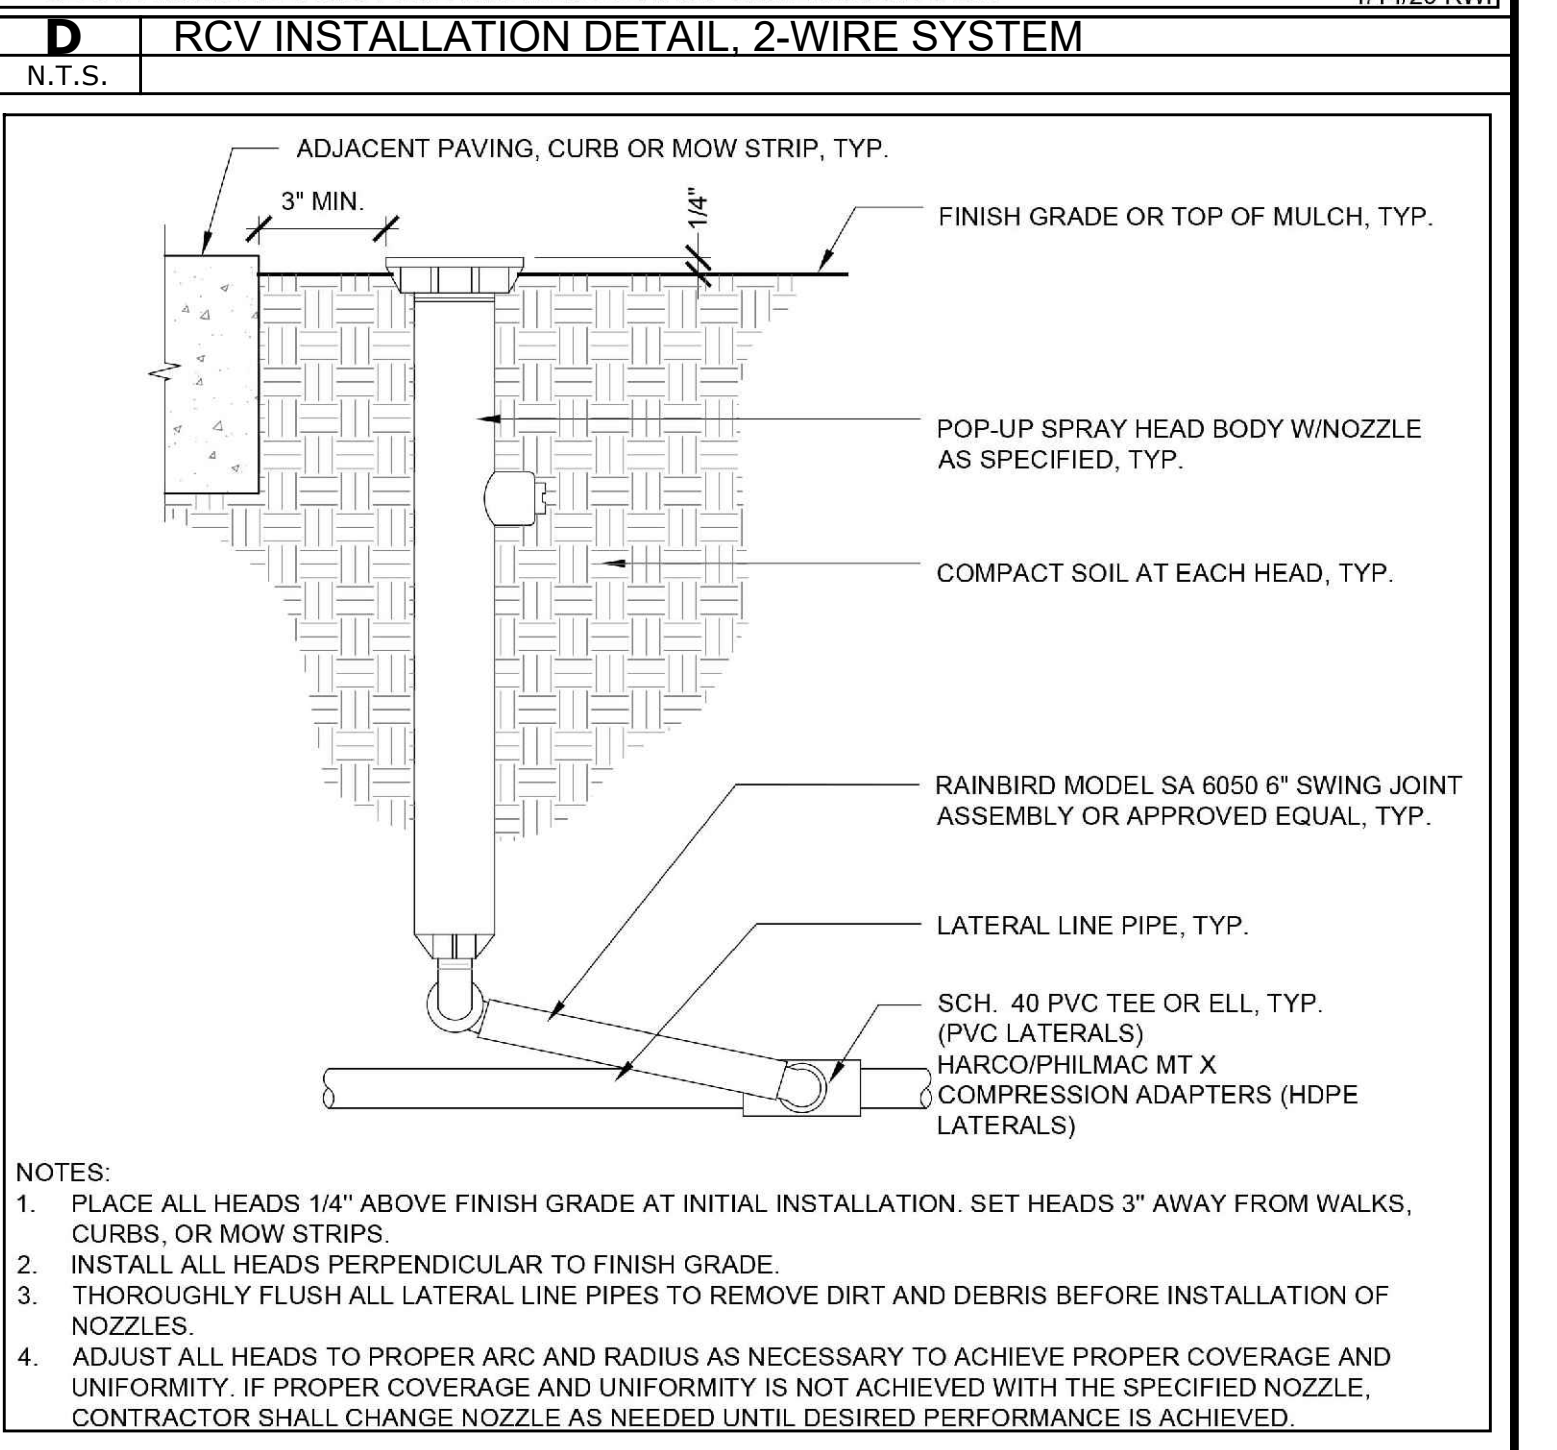 D
RCV INSTALLATION DETAIL, 2-WIRE SYSTEM
N.T.S.
ADJACENT PAVING, CURB OR MOW STRIP, TYP.
3" MIN.
1/4"
FINISH GRADE OR TOP OF MULCH, TYP.
POP-UP SPRAY HEAD BODY W/NOZZLE
AS SPECIFIED, TYP.
COMPACT SOIL AT EACH HEAD, TYP.
RAINBIRD MODEL SA 6050 6" SWING JOINT
ASSEMBLY OR APPROVED EQUAL, TYP.
LATERAL LINE PIPE, TYP.
SCH. 40 PVC TEE OR ELL, TYP.
(PVC LATERALS)
HARCO/PHILMAC MT X
COMPRESSION ADAPTERS (HDPE
LATERALS)
NOTES:
1. PLACE ALL HEADS 1/4" ABOVE FINISH GRADE AT INITIAL INSTALLATION. SET HEADS 3" AWAY FROM WALKS,
CURBS, OR MOW STRIPS.
2. INSTALL ALL HEADS PERPENDICULAR TO FINISH GRADE.
3. THOROUGHLY FLUSH ALL LATERAL LINE PIPES TO REMOVE DIRT AND DEBRIS BEFORE INSTALLATION OF
NOZZLES.
4. ADJUST ALL HEADS TO PROPER ARC AND RADIUS AS NECESSARY TO ACHIEVE PROPER COVERAGE AND
UNIFORMITY. IF PROPER COVERAGE AND UNIFORMITY IS NOT ACHIEVED WITH THE SPECIFIED NOZZLE,
CONTRACTOR SHALL CHANGE NOZZLE AS NEEDED UNTIL DESIRED PERFORMANCE IS ACHIEVED.